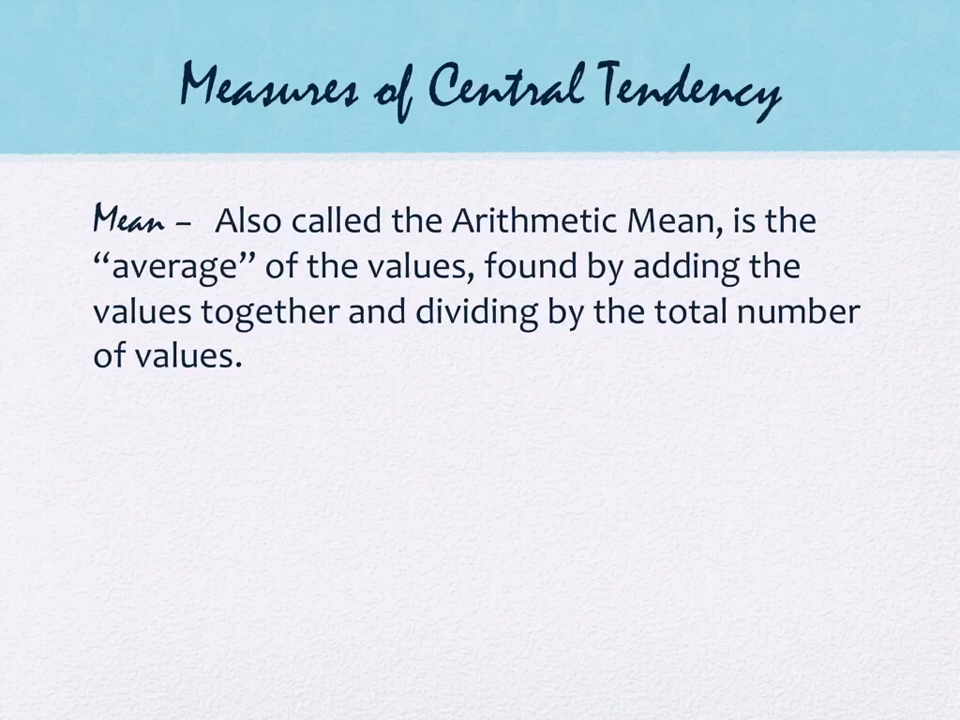 Measures of Central Tendency
Mean – Also called the Arithmetic Mean, is the
“average” of the values, found by adding the
values together and dividing by the total number
of values.